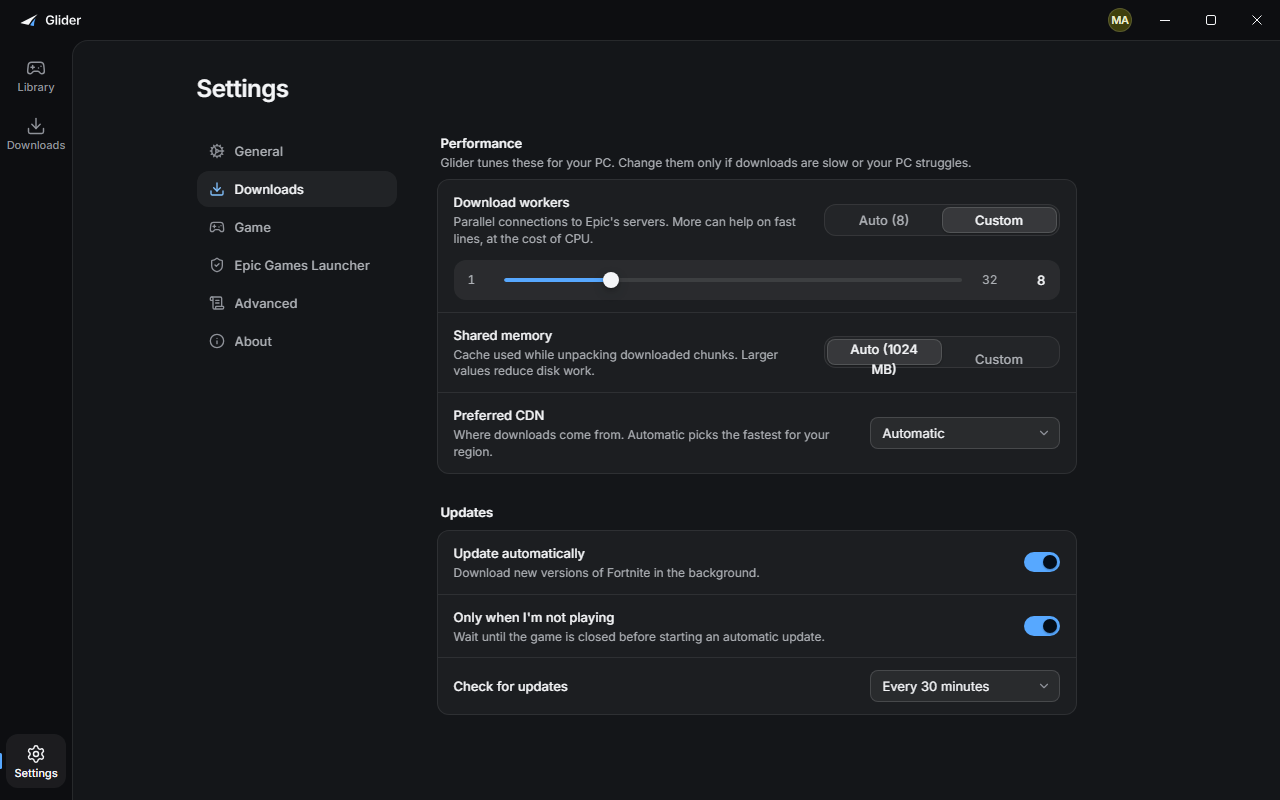 Glider
MA
Library
Downloads
Settings
General
Downloads
Game
Epic Games Launcher
Advanced
About
Performance
Glider tunes these for your PC. Change them only if downloads are slow or your PC struggles.
Download workers
Parallel connections to Epic's servers. More can help on fast
lines, at the cost of CPU.
Auto (8)
Custom
1
32
8
Shared memory
Cache used while unpacking downloaded chunks. Larger
values reduce disk work.
Auto (1024
MB)
Custom
Preferred CDN
Where downloads come from. Automatic picks the fastest for your
region.
Automatic
Updates
Update automatically
Download new versions of Fortnite in the background.
Only when I'm not playing
Wait until the game is closed before starting an automatic update.
Check for updates
Every 30 minutes
Settings